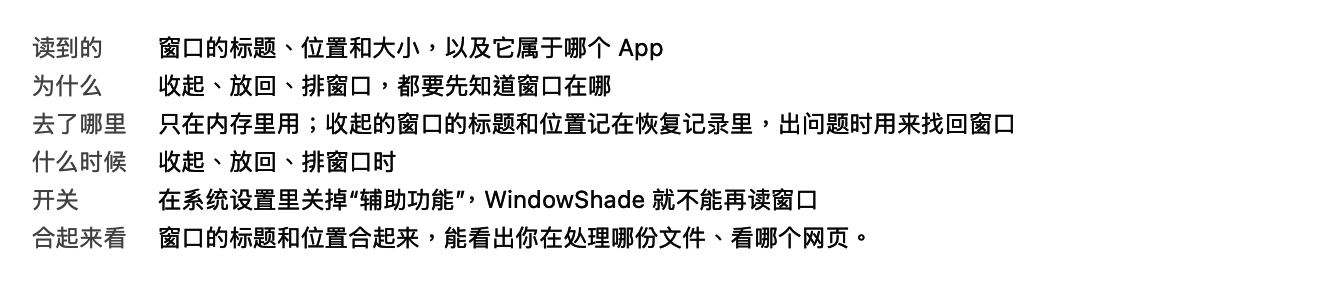 读到的 窗口的标题、位置和大小，以及它属于哪个 App
为什么 收起、放回、排窗口，都要先知道窗口在哪
去了哪里 只在内存里用；收起的窗口的标题和位置记在恢复记录里，出问题时用来找回窗口
什么时候 收起、放回、排窗口时
开关 在系统设置里关掉“辅助功能”，WindowShade 就不能再读窗口
合起来看 窗口的标题和位置合起来，能看出你在处理哪份文件、看哪个网页。